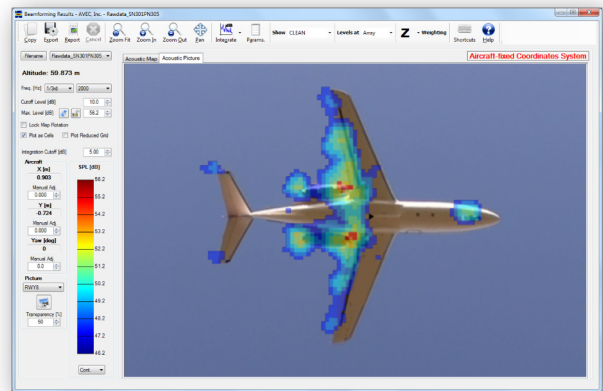 Beamforming Results - AVEC, Inc. - Rawdata_SN301PN305
Copy Export Report Cancel Zoom Fit Zoom In Zoom Out Pan Integrate Params. Show CLEAN Levels at Array Z - Weighting Shortcuts Help
Filename Rawdata_SN301PN305
Acoustic Map Acoustic Picture
Aircraft-fixed Coordinates System
Altitude: 59.873 m
Freq. [Hz] 1/3rd 2000
Cutoff Level [dB] 10.0
Max. Level [dB] 56.2
Lock Map Rotation
Plot as Cells Plot Reduced Grid
Integration Cutoff [dB] 5.00
Aircraft
SPL [dB]
X [m]
0.903
Manual Adj.
0.000
Y [m]
-0.724
Manual Adj.
0.000
Yaw [deg]
0
Manual Adj.
0.0
Picture
RWY8
Transparency [%]
50
56.2
55.2
54.2
53.2
52.2
51.2
50.2
49.2
48.2
47.2
46.2
Cont.